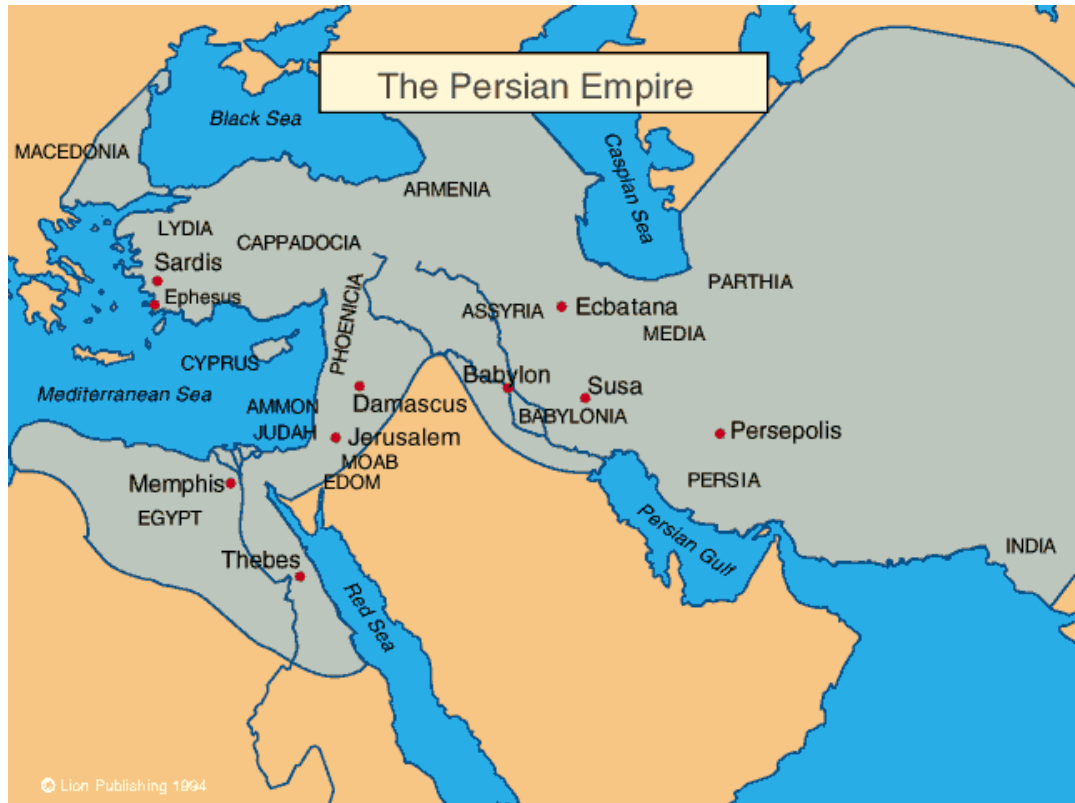 The Persian Empire
Black Sea
MACEDONIA
Caspian Sea
ARMENIA
LYDIA
CAPPADOCIA
Sardis
Ephesus
PHOENICIA
PARTHIA
ASSYRIA
Ecbatana
MEDIA
CYPRUS
Mediterranean Sea
Babylon
Susa
AMMON
Damascus
BABYLONIA
JUDAH
Jerusalem
Persepolis
MOAB
EDOM
Memphis
PERSIA
EGYPT
Persian Gulf
INDIA
Thebes
Red Sea
Lion Publishing 1994